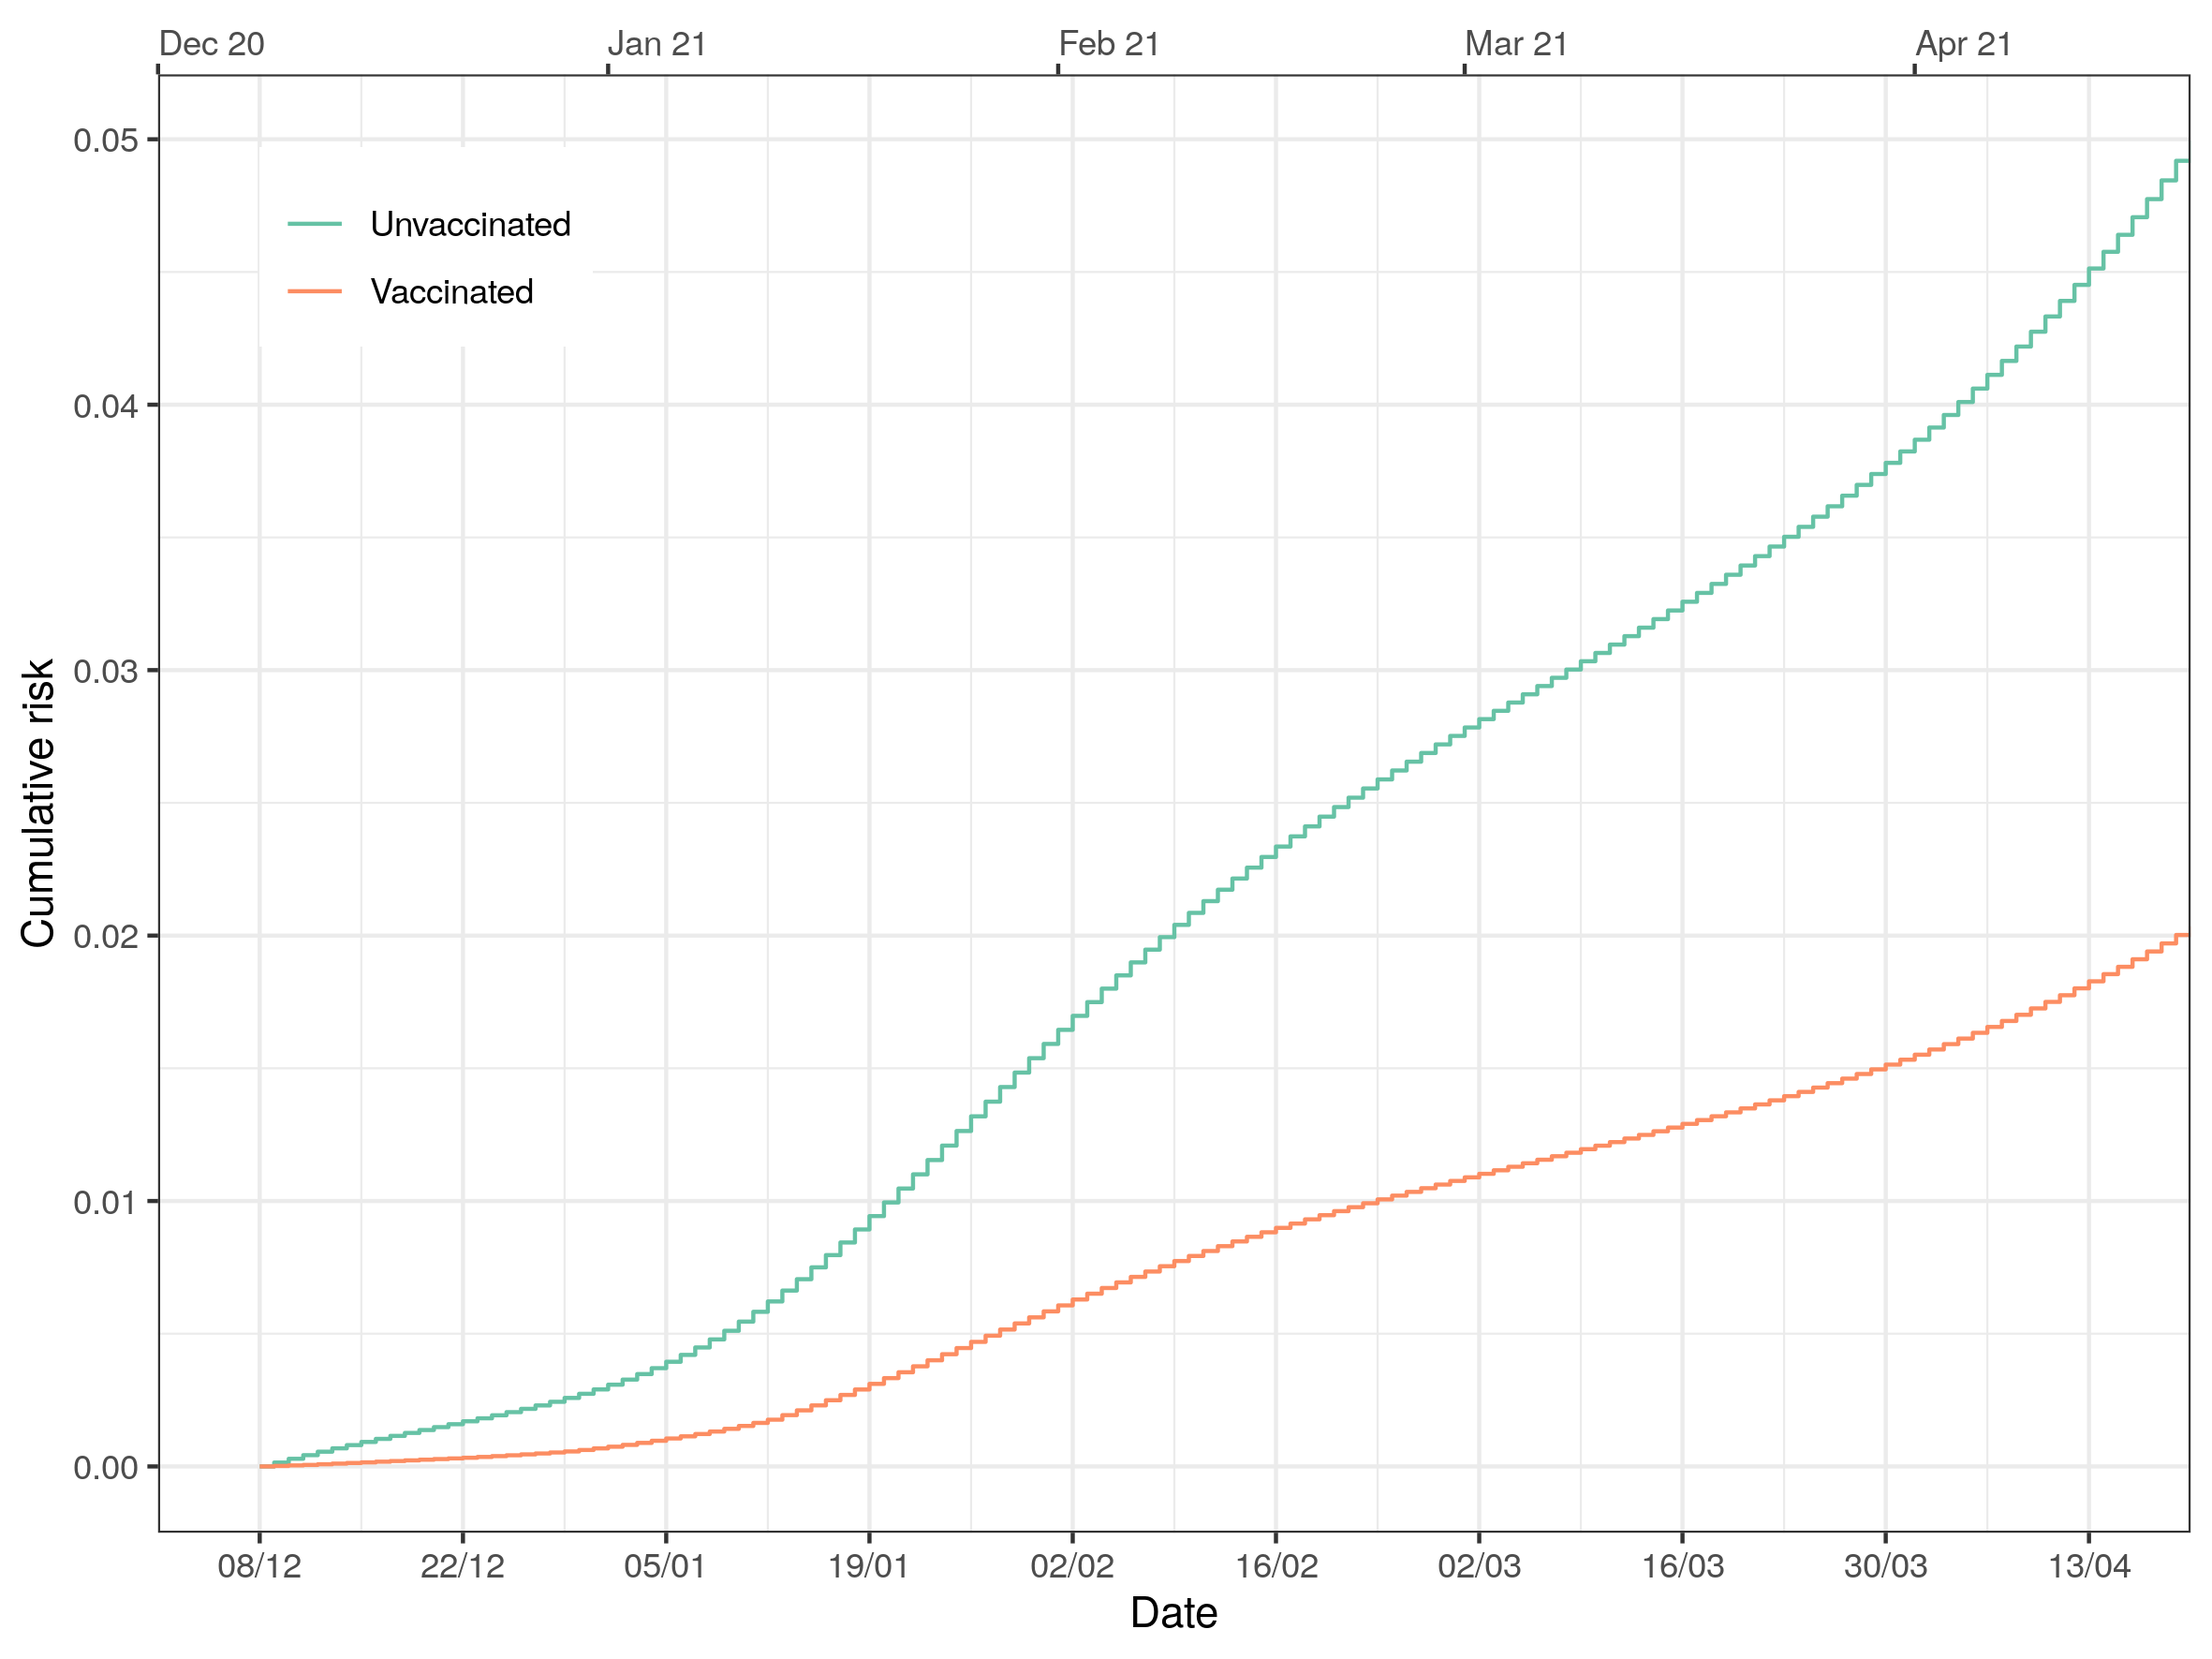 Dec 20 Jan 21 Feb 21 Mar 21 Apr 21
0.05
Unvaccinated
Vaccinated
0.04
0.03
Cumulative risk
0.02
0.01
0.00
08/12 22/12 05/01 19/01 02/02 16/02 02/03 16/03 30/03 13/04
Date